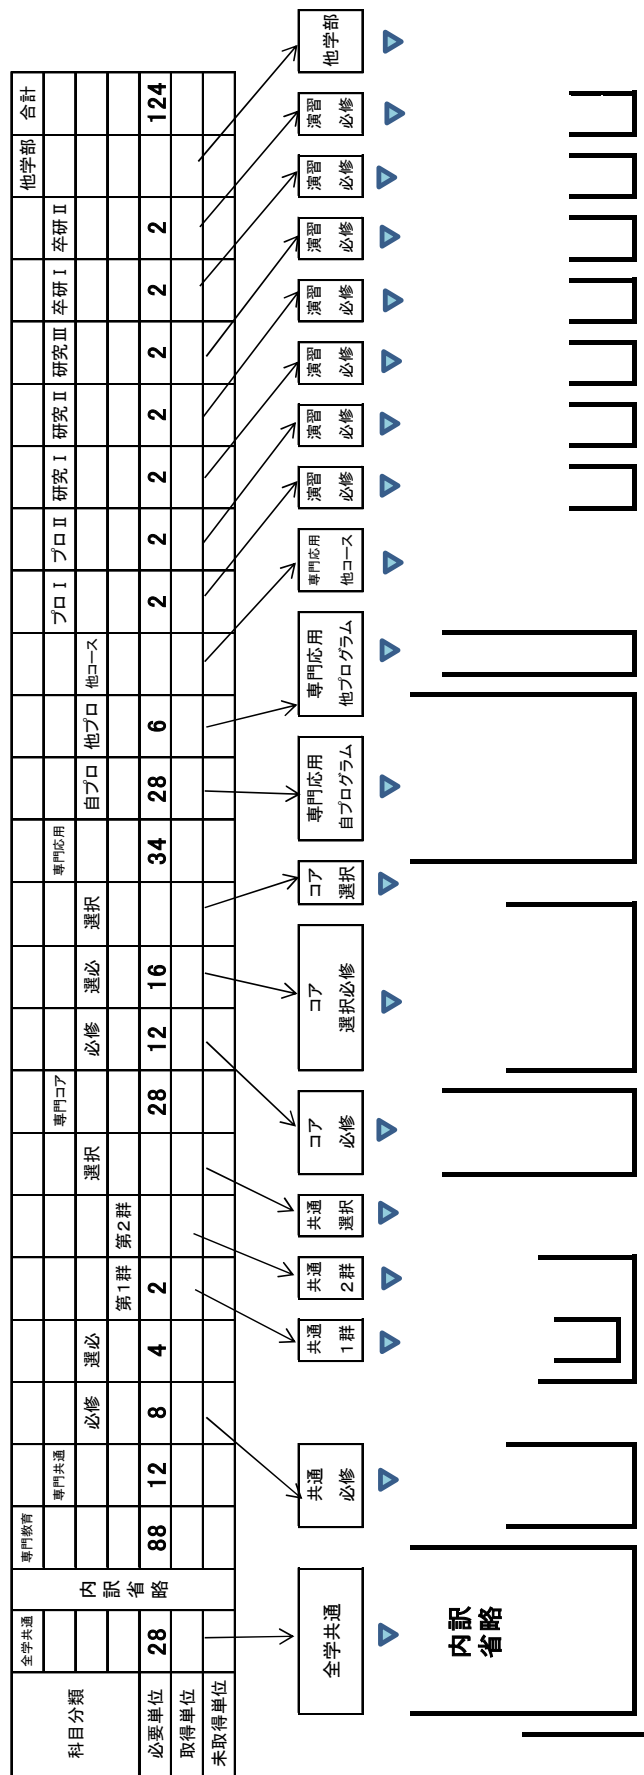 科目分類
全学共通
内訳省略
専門教育
専門共通
必修
選必
第1群
第2群
選択
専門コア
必修
選必
選択
専門応用
自プロ
他プロ
他コース
プロⅠ
プロⅡ
研究Ⅰ
研究Ⅱ
研究Ⅲ
卒研Ⅰ
卒研Ⅱ
他学部
合計
必要単位 28 88 12 8 4 2 28 12 16 34 28 6 2 2 2 2 2 2 2 124
取得単位
未取得単位
全学共通
共通
必修
共通
1群
共通
2群
共通
選択
コア
必修
コア
選択必修
コア
選択
専門応用
自プログラム
専門応用
他プログラム
専門応用
他コース
演習
必修
演習
必修
演習
必修
演習
必修
演習
必修
演習
必修
演習
必修
他学部
内訳
省略